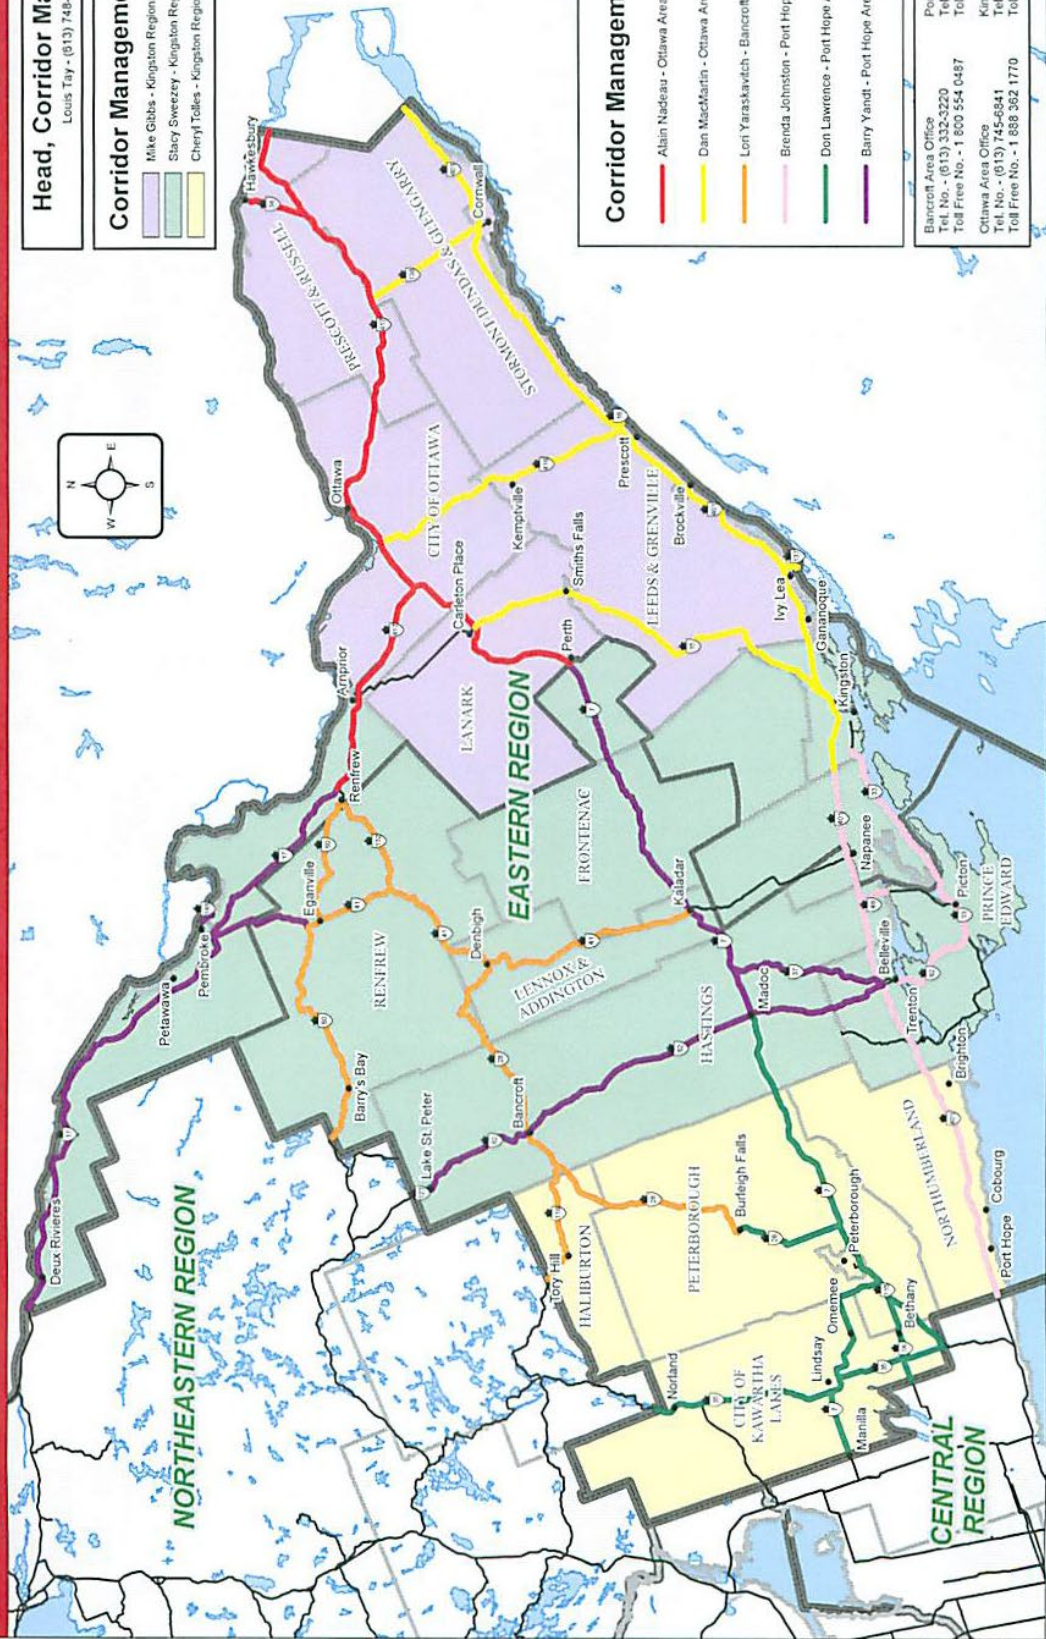 Head, Corridor Ma
Louis Tay - (613) 748-
Corridor Managem
Mike Gibbs - Kingston Region
Stacy Sweezey - Kingston Re
Cheryl Tolles - Kingston Regio
Corridor Managem
Alain Nadeau - Ottawa Area
Dan MacMartin - Ottawa Ar
Lori Yaraskavitch - Bancroft
Brenda Johnston - Port Hop
Don Lawrence - Port Hope
Barry Yandt - Port Hope Are
Bancroft Area Office
Tel. No. - (613) 332-3220
Toll Free No. - 1 800 554 0487
Ottawa Area Office
Tel. No. - (613) 745-6841
Toll Free No. - 1 888 362 1770
Po
Tel
Tol
Kin
Tel
Tol
N
W
E
S
NORTHEASTERN REGION
EASTERN REGION
CENTRAL
REGION
PRESCOTT & RUSSELL
STORMONT DUNDAS & GLENGARRY
CITY OF OTTAWA
LEEDS & GRENVILLE
LANARK
FRONTENAC
RENFREW
LENNOX &
ADDINGTON
HASTINGS
PRINCE
EDWARD
HALIBURTON
PETERBOROUGH
NORTHUMBERLAND
CITY OF
KAWARTHA
LAKES
Hawkesbury
Cornwall
Ottawa
Kemptville
Prescott
Brockville
Carleton Place
Smiths Falls
Perth
Ivy Lea
Gananoque
Kingston
Arnprior
Renfrew
Eganville
Pembroke
Petawawa
Deux Rivieres
Barry's Bay
Denbigh
Kaladar
Napanee
Picton
Belleville
Madoc
Trenton
Brighton
Bancroft
Lake St. Peter
Burleigh Falls
Tory Hill
Peterborough
Cobourg
Port Hope
Omemee
Bethany
Lindsay
Norland
Manilla